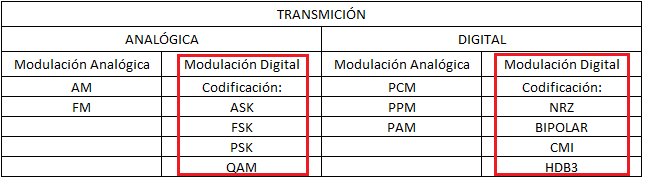 TRANSMICIÓN
ANALÓGICA DIGITAL
Modulación Analógica Modulación Digital Modulación Analógica Modulación Digital
AM Codificación: PCM Codificación:
FM ASK PPM NRZ
FSK PAM BIPOLAR
PSK CMI
QAM HDB3